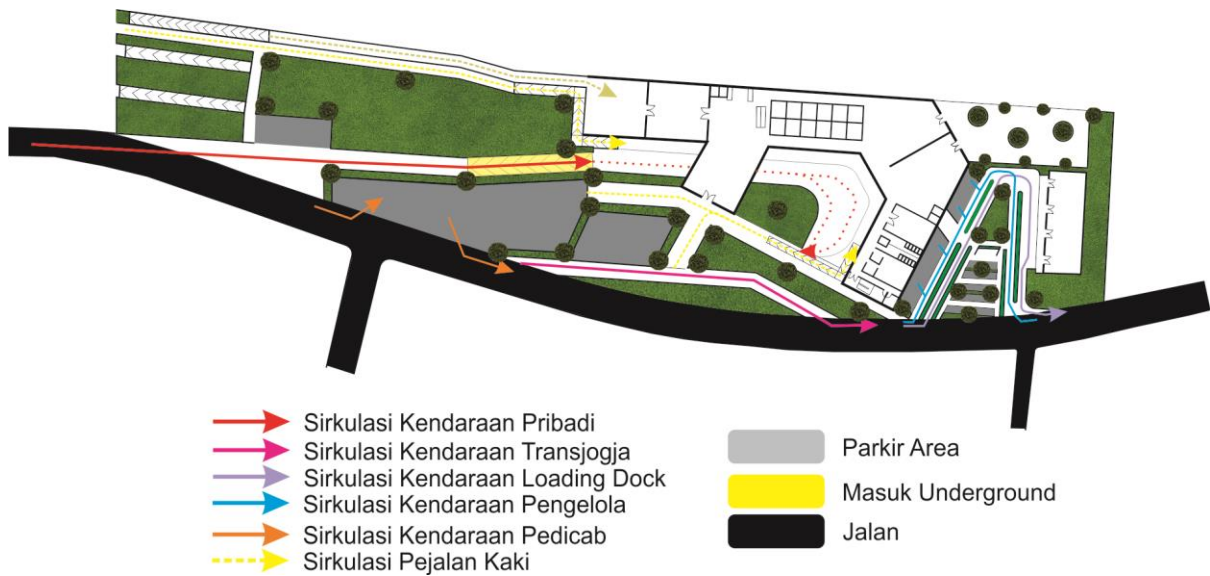 Sirkulasi Kendaraan Pribadi
Sirkulasi Kendaraan Transjogja
Sirkulasi Kendaraan Loading Dock
Sirkulasi Kendaraan Pengelola
Sirkulasi Kendaraan Pedicab
Sirkulasi Pejalan Kaki
Parkir Area
Masuk Underground
Jalan